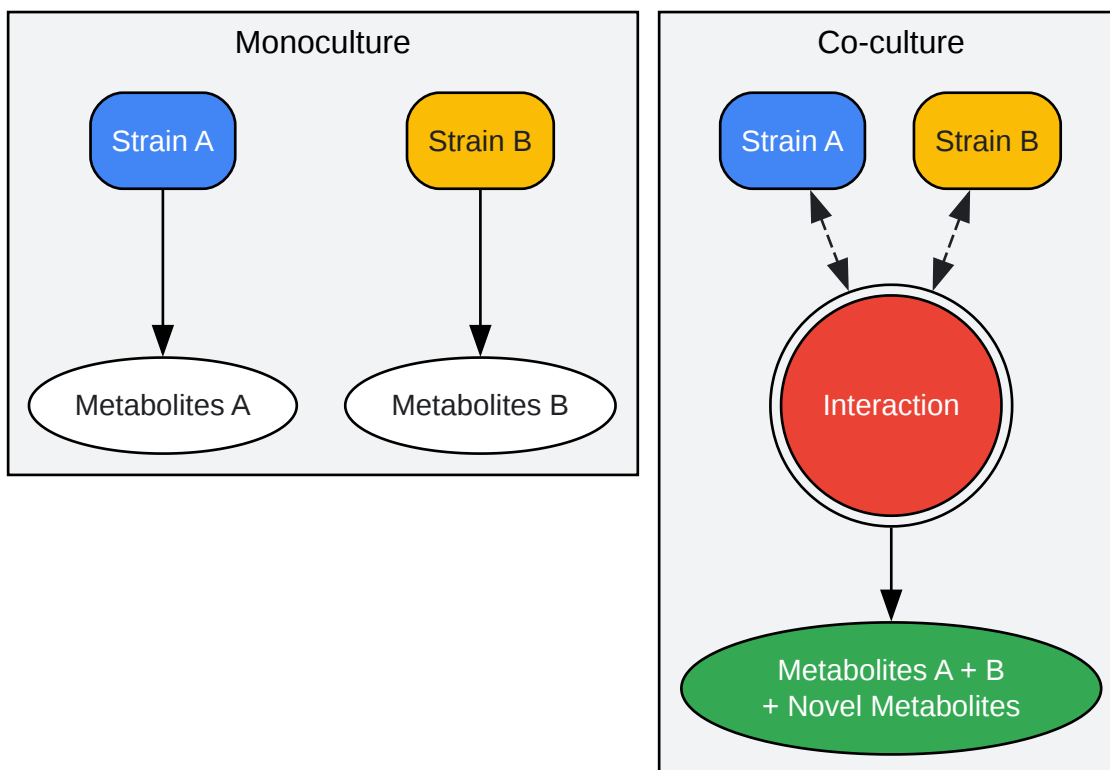 Monoculture
Strain A
Strain B
Metabolites A
Metabolites B
Co-culture
Strain A
Strain B
Interaction
Metabolites A + B
+ Novel Metabolites